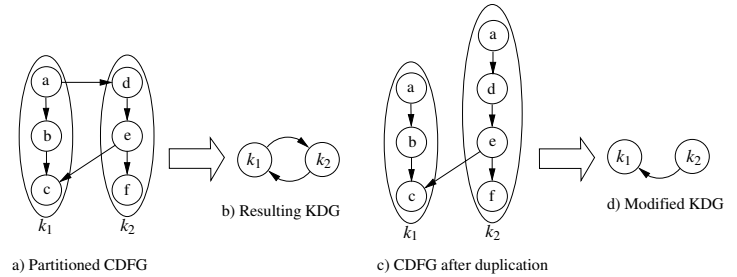 a
d
b
e
c
f
k1
k2
a) Partitioned CDFG
k1
k2
b) Resulting KDG
a
a
d
b
e
c
f
k1
k2
c) CDFG after duplication
k1
k2
d) Modified KDG